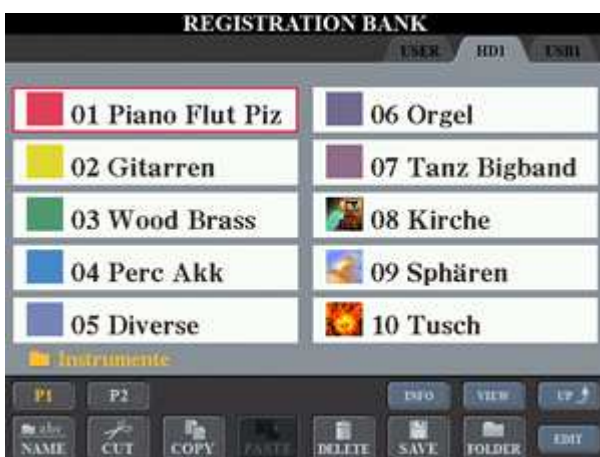 REGISTRATION BANK
USER HD1 USB1
01 Piano Flut Piz
02 Gitarren
03 Wood Brass
04 Perc Akk
05 Diverse
06 Orgel
07 Tanz Bigband
08 Kirche
09 Sphären
10 Tusch
Instrumente
P1 P2 INFO VIEW UP
abc
NAME CUT COPY PASTE DELETE SAVE FOLDER EDIT